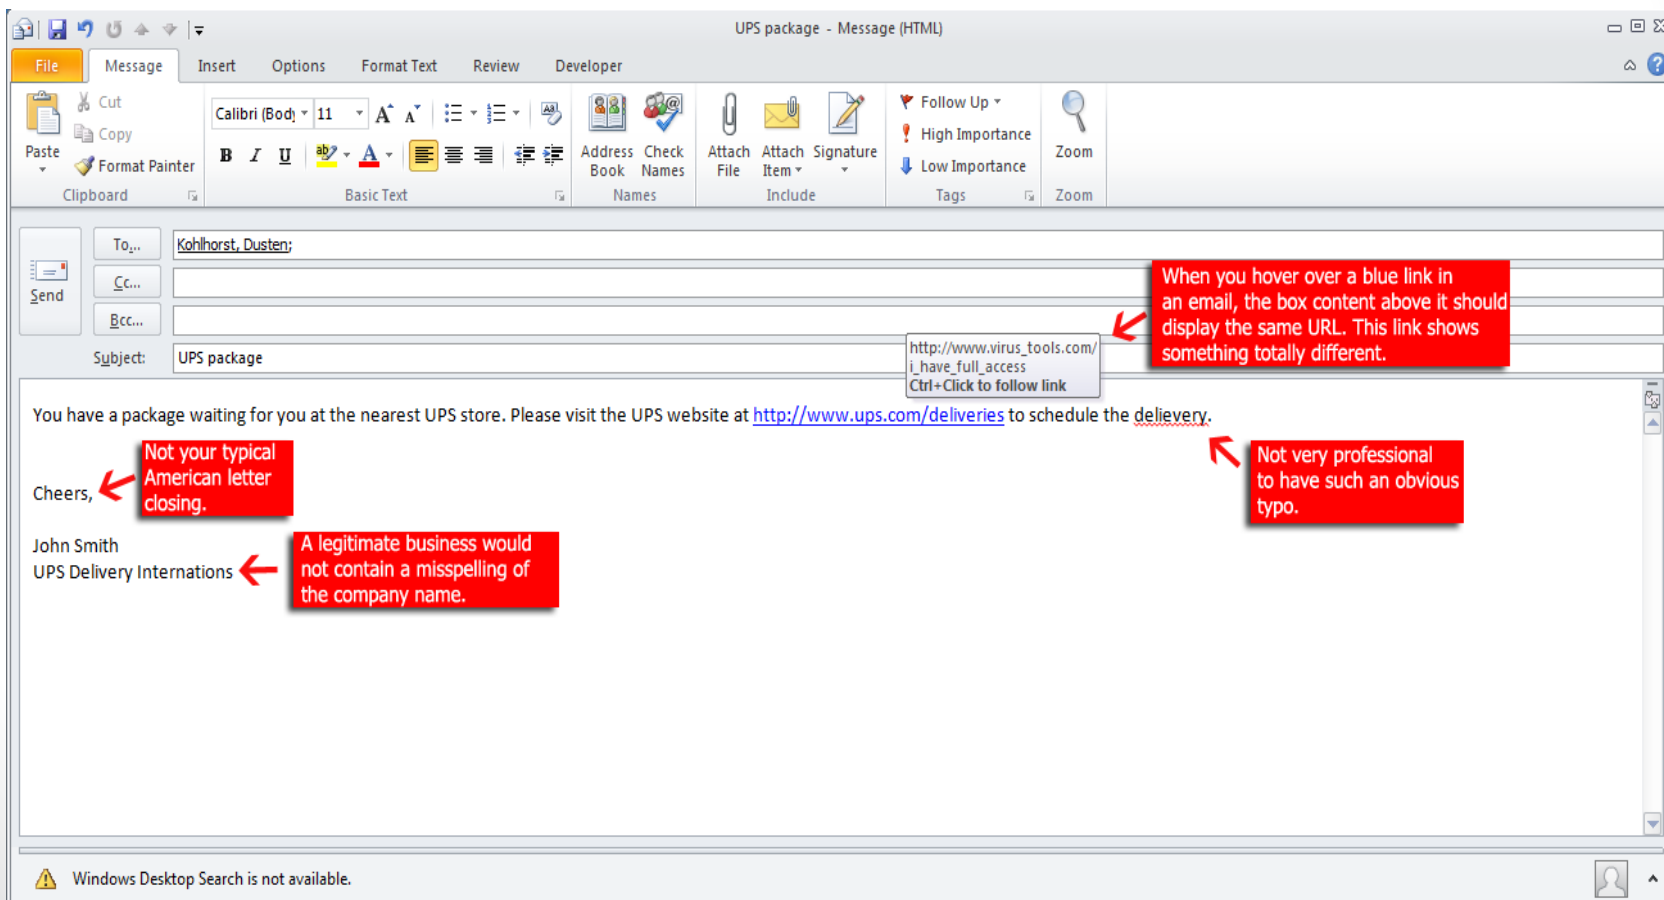 UPS package - Message (HTML)
File Message Insert Options Format Text Review Developer
Paste
Cut
Copy
Format Painter
Clipboard
Calibri (Body 11
B I U
Basic Text
Address Book
Check Names
Names
Attach File
Attach Item
Signature
Include
Follow Up
High Importance
Low Importance
Tags
Zoom
Zoom
Send
To...
Kohlhorst, Dusten;
Cc...
Bcc...
Subject:
UPS package
When you hover over a blue link in
an email, the box content above it should
display the same URL. This link shows
something totally different.
http://www.virus_tools.com/
i_have_full_access
Ctrl+Click to follow link
You have a package waiting for you at the nearest UPS store. Please visit the UPS website at http://www.ups.com/deliveries to schedule the delievery.
Not very professional
to have such an obvious
typo.
Not your typical
American letter
closing.
Cheers,
John Smith
UPS Delivery Internations
A legitimate business would
not contain a misspelling of
the company name.
Windows Desktop Search is not available.